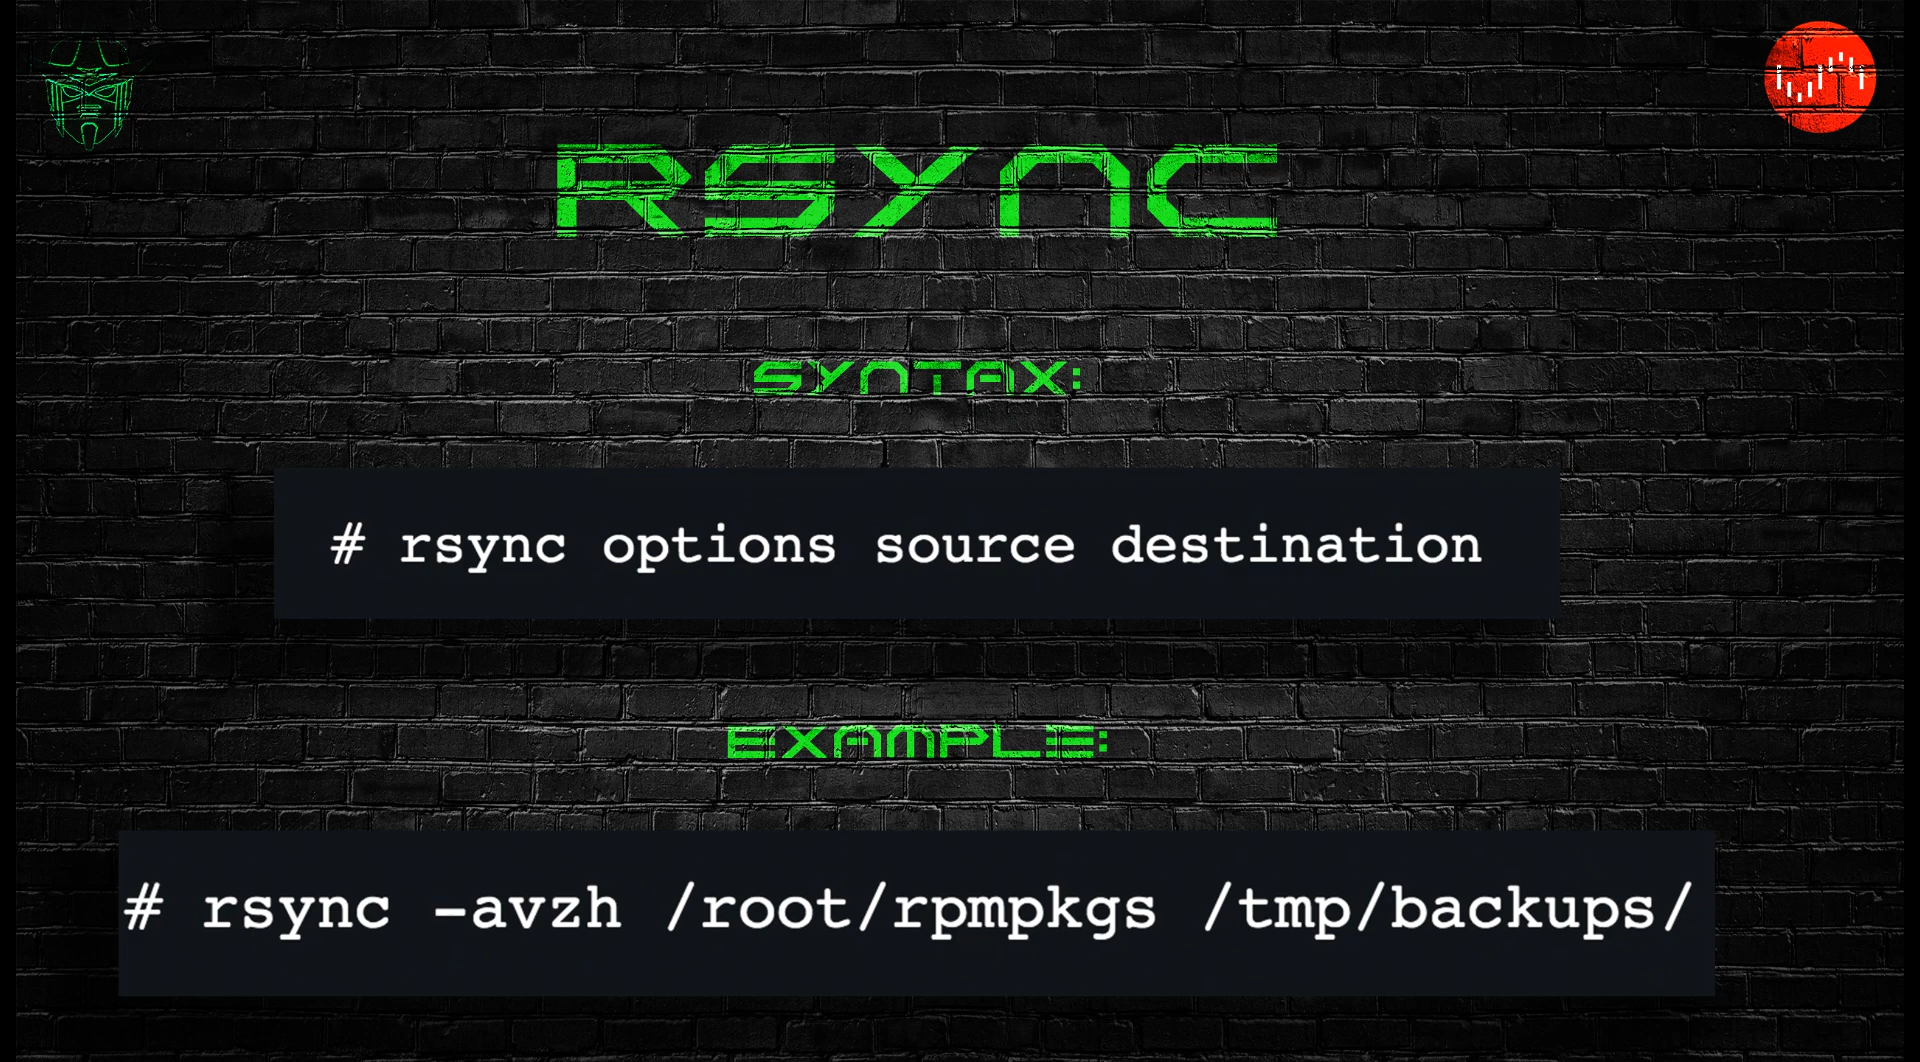 RSYNC
SYNTAX:
# rsync options source destination
EXAMPLE:
# rsync -avzh /root/rpmpkgs /tmp/backups/